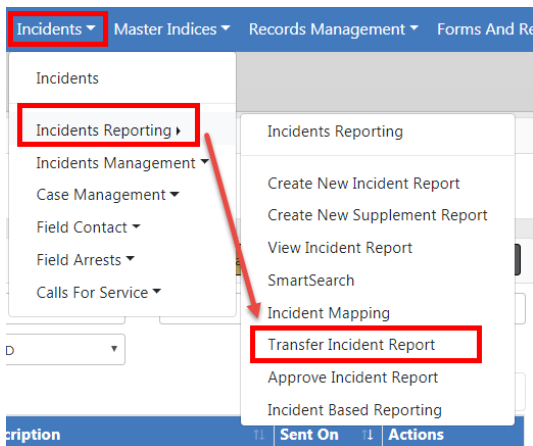 Incidents Master Indices Records Management Forms And Re
Incidents
Incidents Reporting
Incidents Management
Case Management
Field Contact
Field Arrests
Calls For Service
Incidents Reporting
Create New Incident Report
Create New Supplement Report
View Incident Report
SmartSearch
Incident Mapping
Transfer Incident Report
Approve Incident Report
Incident Based Reporting
D
cription Sent On Actions